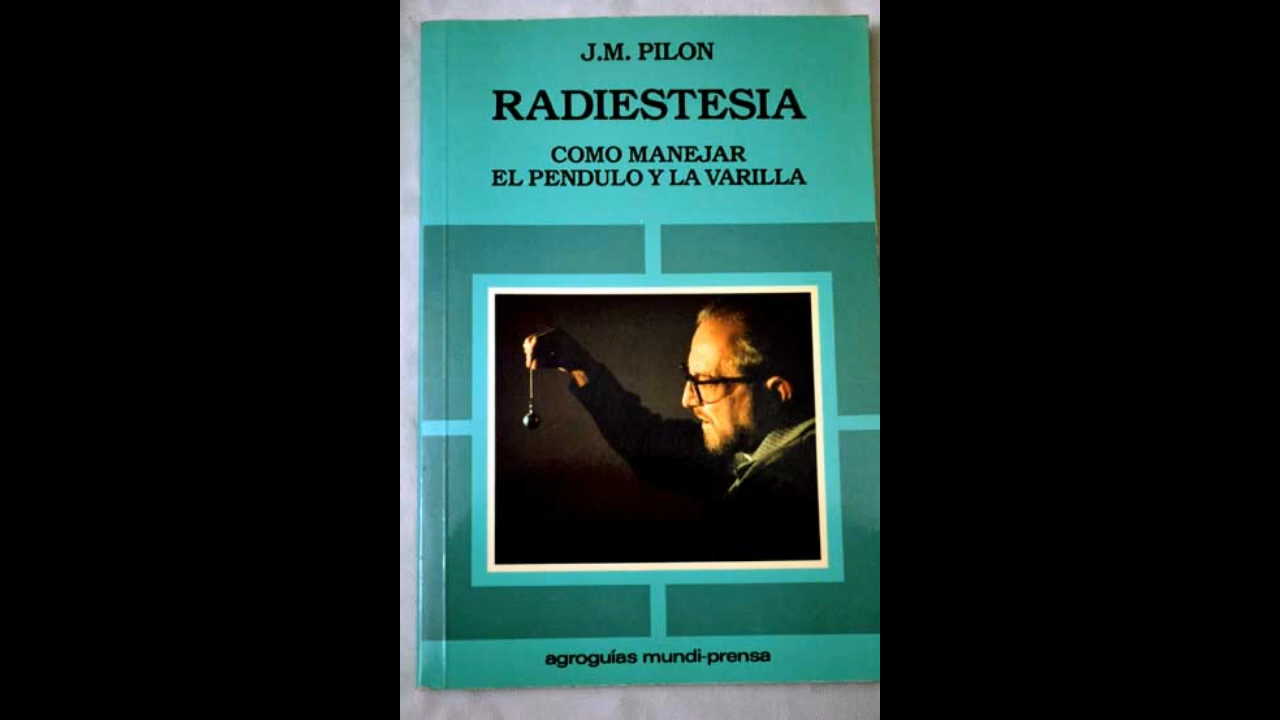 J.M. PILON
RADIESTESIA
COMO MANEJAR
EL PENDULO Y LA VARILLA
agroguías mundi-prensa